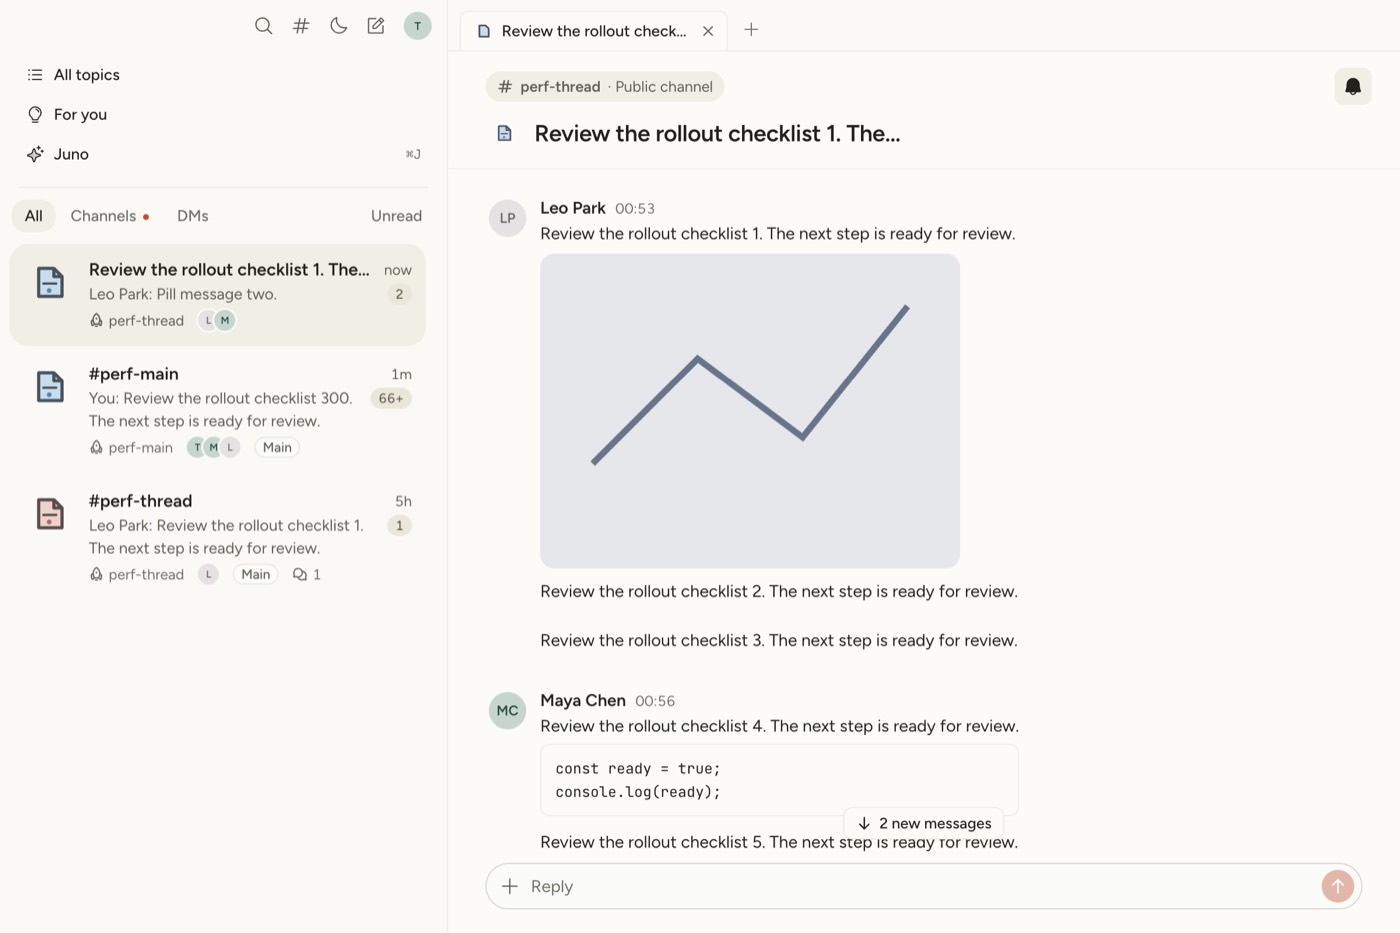 T
All topics
For you
Juno ⌘J
All Channels DMs Unread
Review the rollout checklist 1. The... now
Leo Park: Pill message two. 2
perf-thread L M
#perf-main 1m
You: Review the rollout checklist 300. 66+
The next step is ready for review.
perf-main T M L Main
#perf-thread 5h
Leo Park: Review the rollout checklist 1. 1
The next step is ready for review.
perf-thread L Main 1
Review the rollout check...
# perf-thread · Public channel
Review the rollout checklist 1. The...
LP Leo Park 00:53
Review the rollout checklist 1. The next step is ready for review.
Review the rollout checklist 2. The next step is ready for review.
Review the rollout checklist 3. The next step is ready for review.
MC Maya Chen 00:56
Review the rollout checklist 4. The next step is ready for review.
const ready = true;
console.log(ready);
2 new messages
Review the rollout checklist 5. The next step is ready for review.
Reply